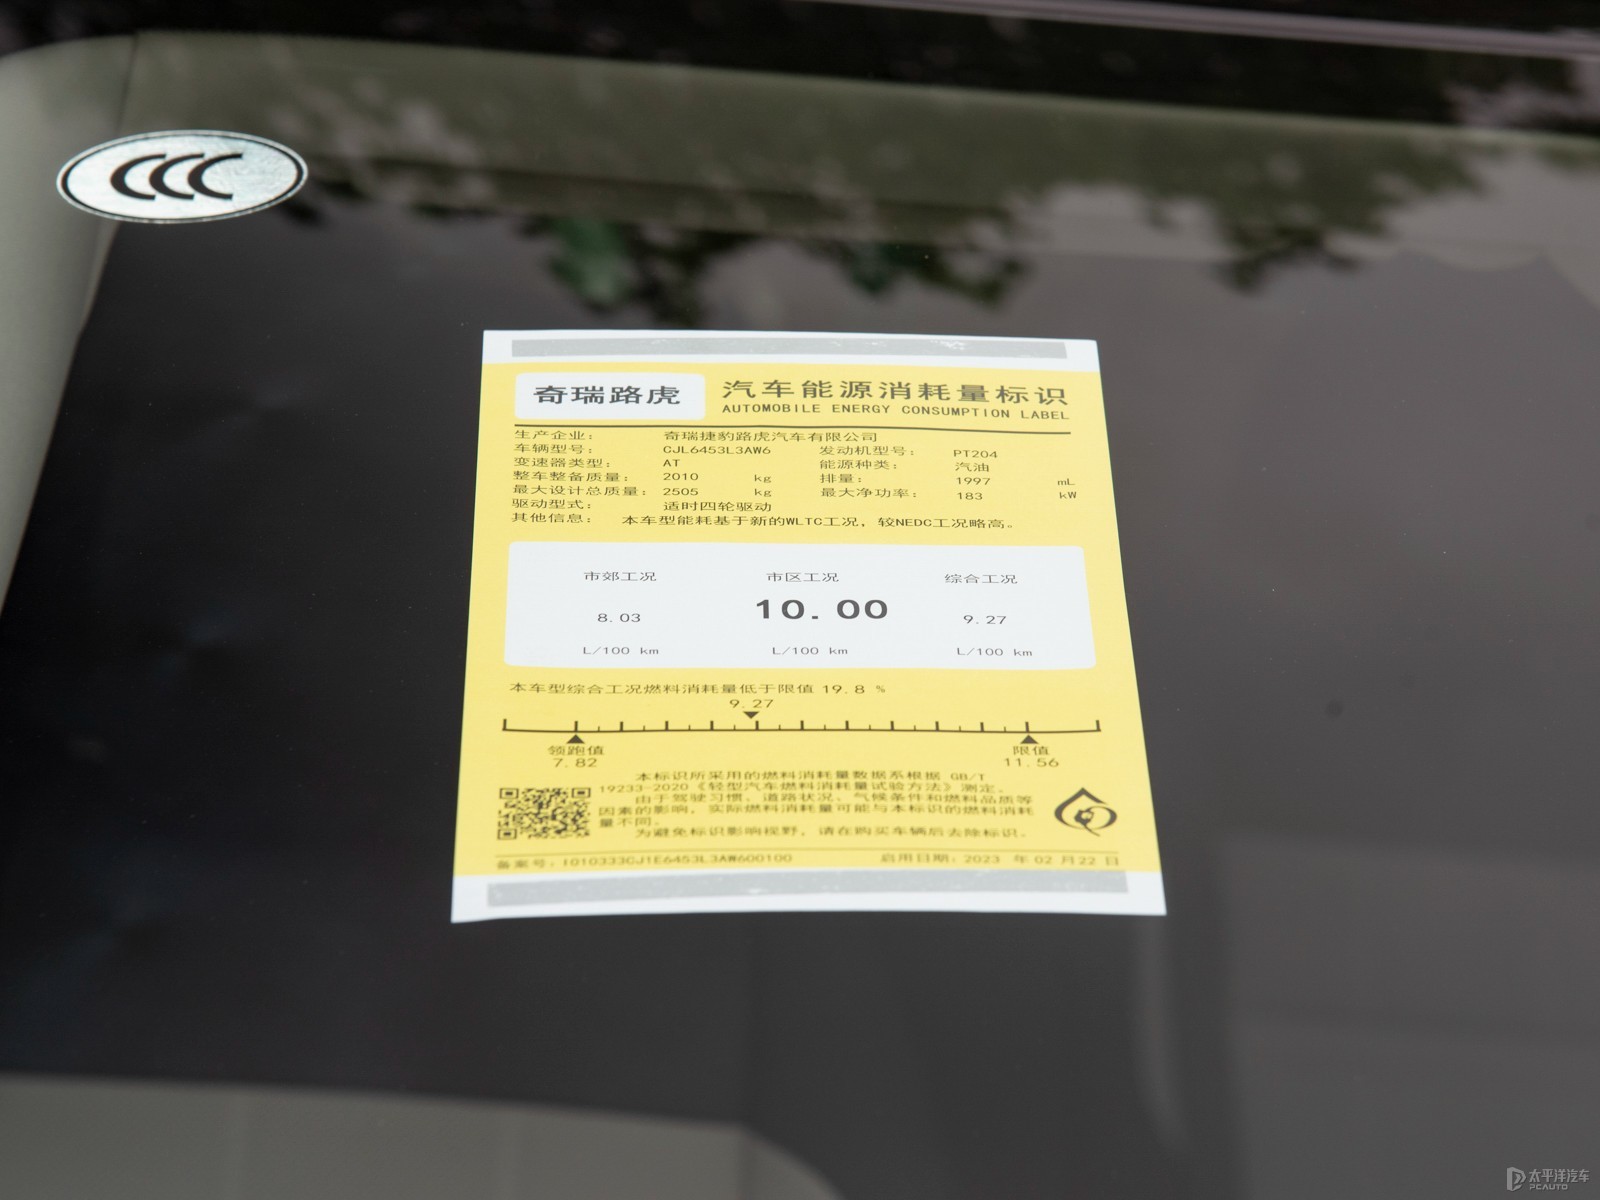 CCC
奇瑞路虎
汽车能源消耗量标识
AUTOMOBILE ENERGY CONSUMPTION LABEL
生产企业: 奇瑞捷豹路虎汽车有限公司
车辆型号: CJL6453L3AW6 发动机型号: PT204
变速器类型: AT 能源种类: 汽油
整车整备质量: 2010 kg 排量: 1997 mL
最大设计总质量: 2505 kg 最大净功率: 183 kW
驱动型式: 适时四轮驱动
其他信息: 本车型能耗基于新的WLTC工况，较NEDC工况略高。
市郊工况 市区工况 综合工况
8.03 10.00 9.27
L/100 km L/100 km L/100 km
本车型综合工况燃料消耗量低于限值 19.8 %
9.27
领跑值 限值
7.82 11.56
本标识所采用的燃料消耗量数据系根据 GB/T
19233-2020《轻型汽车燃料消耗量试验方法》测定。
由于驾驶习惯、道路状况、气候条件和燃料品质等
因素的影响，实际燃料消耗量可能与本标识的燃料消耗
量不同。
为避免标识影响视野，请在购买车辆后去除标识。
备案号: I010333CJ1E6453L3AW600100 启用日期: 2023 年 02 月 22 日
太平洋汽车
PCAUTO